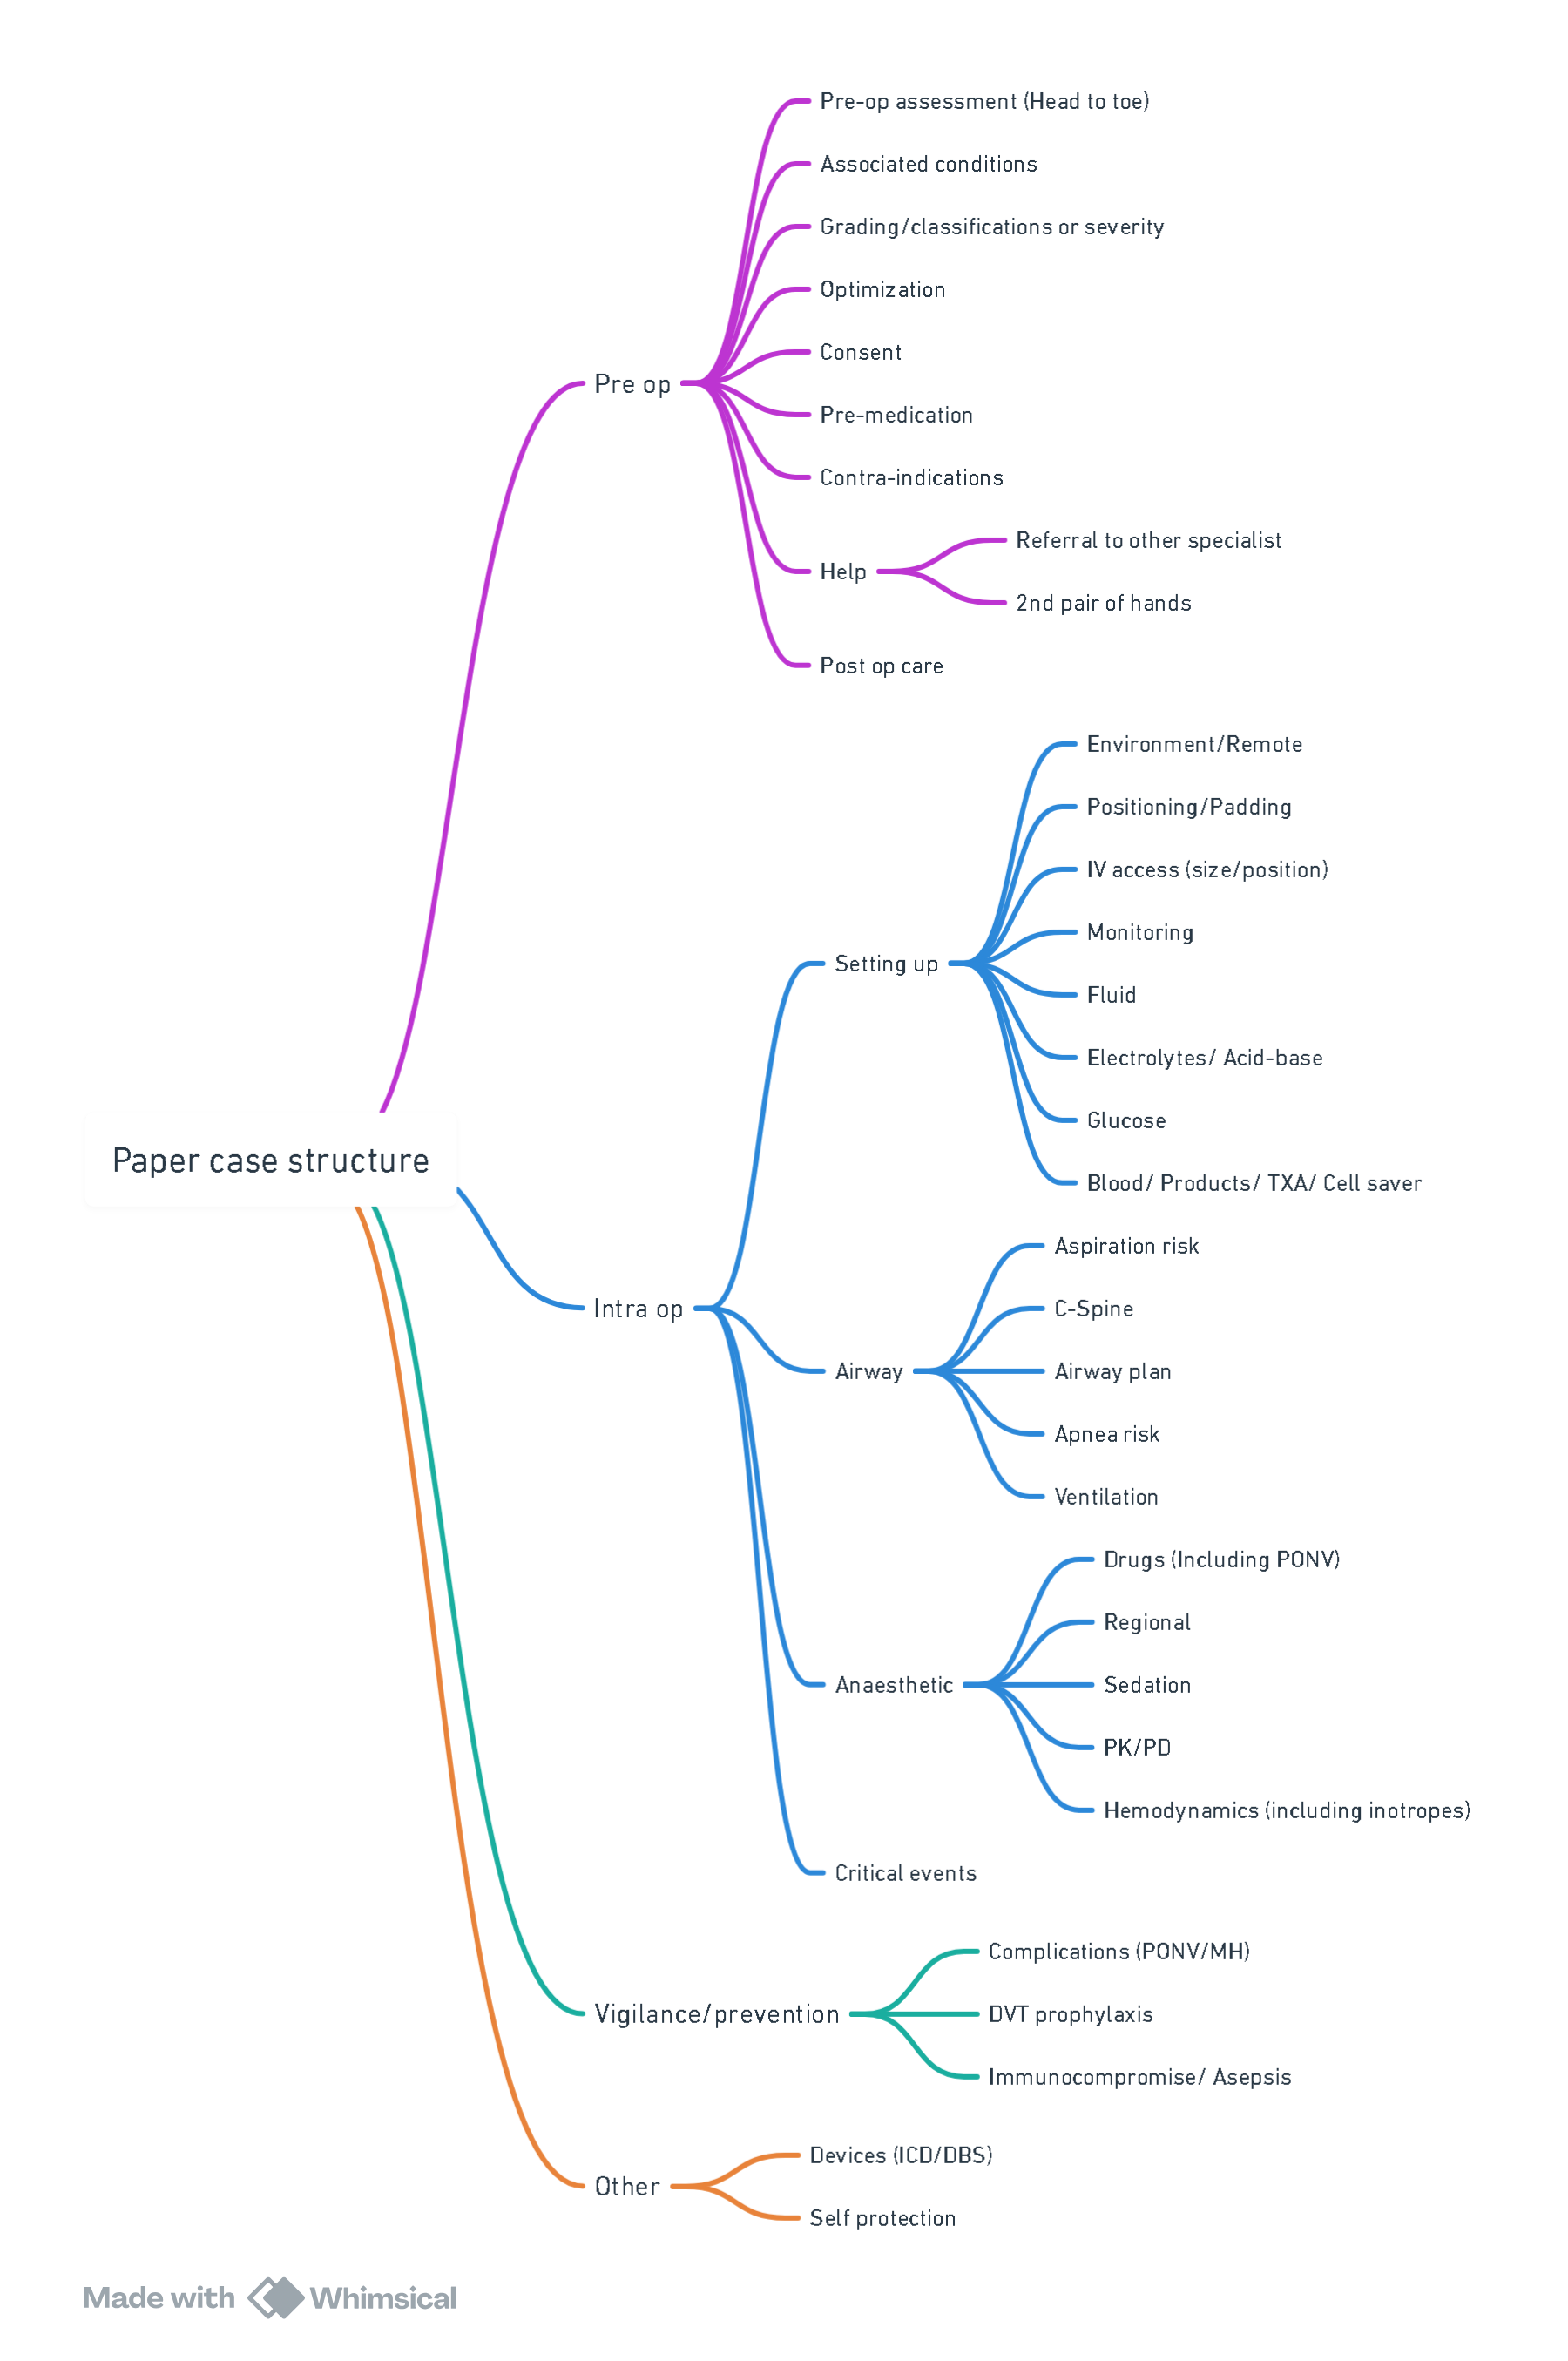 Pre-op assessment (Head to toe)
Associated conditions
Grading/classifications or severity
Optimization
Consent
Pre op
Pre-medication
Contra-indications
Referral to other specialist
Help
2nd pair of hands
Post op care
Environment/Remote
Positioning/Padding
IV access (size/position)
Monitoring
Setting up
Fluid
Electrolytes/ Acid-base
Glucose
Paper case structure
Blood/ Products/ TXA/ Cell saver
Aspiration risk
Intra op
C-Spine
Airway
Airway plan
Apnea risk
Ventilation
Drugs (Including PONV)
Regional
Anaesthetic
Sedation
PK/PD
Hemodynamics (including inotropes)
Critical events
Complications (PONV/MH)
Vigilance/prevention
DVT prophylaxis
Immunocompromise/ Asepsis
Devices (ICD/DBS)
Other
Self protection
Made with Whimsical